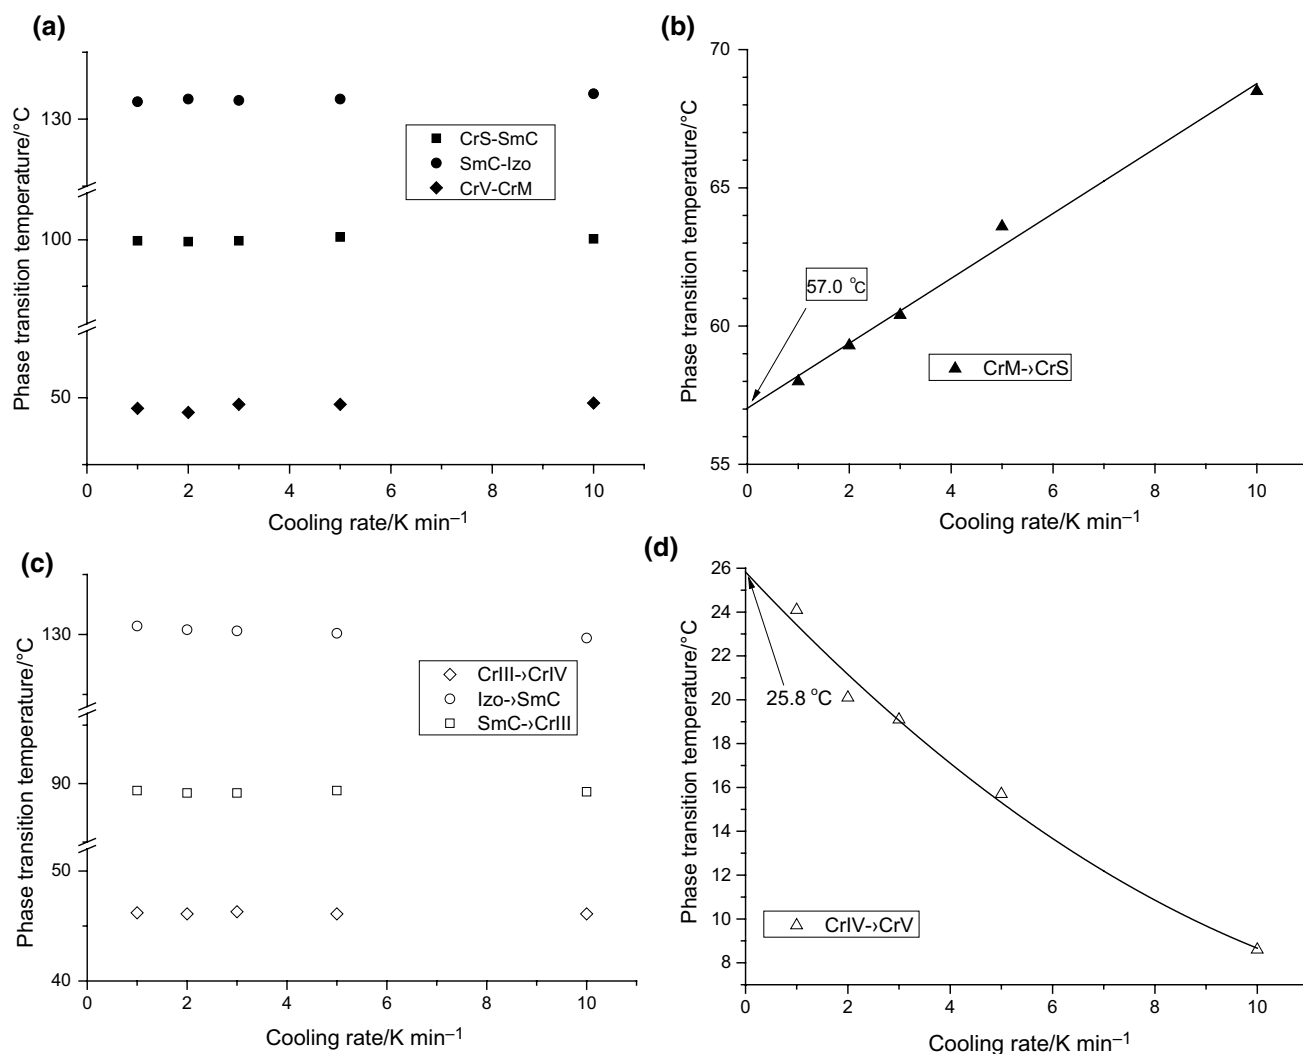 (a)
Phase transition temperature/°C
130
100
50
CrS-SmC
SmC-Izo
CrV-CrM
0 2 4 6 8 10
Cooling rate/K min⁻¹
(b)
Phase transition temperature/°C
70
65
60
55
57.0 °C
CrM->CrS
0 2 4 6 8 10
Cooling rate/K min⁻¹
(c)
Phase transition temperature/°C
130
90
50
40
CrIII->CrIV
Izo->SmC
SmC->CrIII
0 2 4 6 8 10
Cooling rate/K min⁻¹
(d)
Phase transition temperature/°C
26
24
22
20
18
16
14
12
10
8
25.8 °C
CrIV->CrV
0 2 4 6 8 10
Cooling rate/K min⁻¹